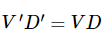 V'D' = VD